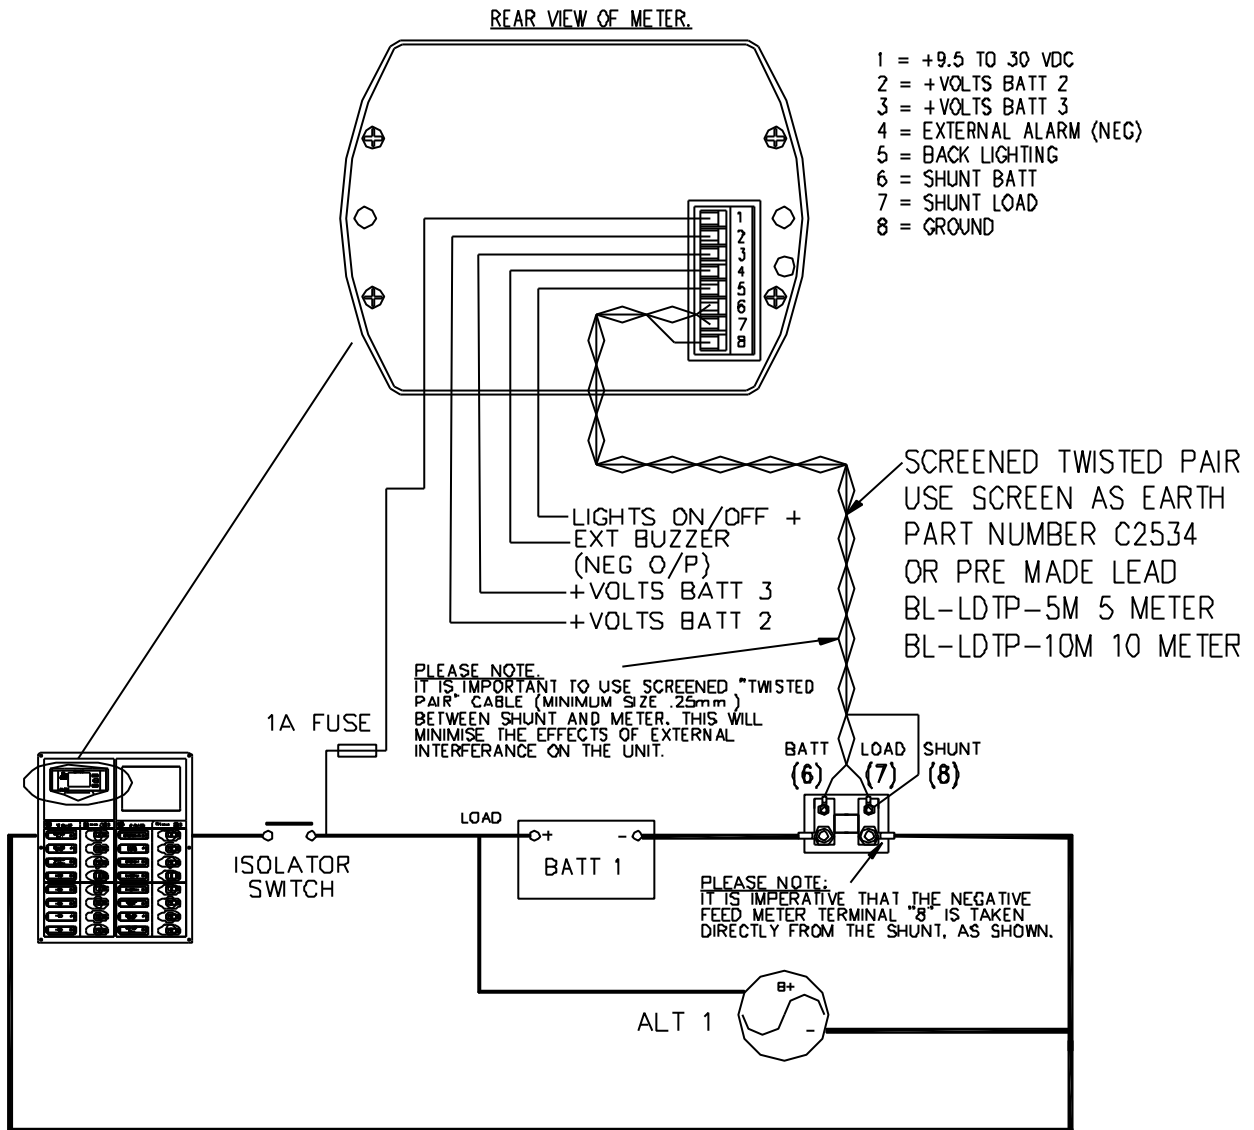 REAR VIEW OF METER.
1 = +9.5 TO 30 VDC
2 = +VOLTS BATT 2
3 = +VOLTS BATT 3
4 = EXTERNAL ALARM (NEG)
5 = BACK LIGHTING
6 = SHUNT BATT
7 = SHUNT LOAD
8 = GROUND
1
2
3
4
5
6
7
8
SCREENED TWISTED PAIR
USE SCREEN AS EARTH
PART NUMBER C2534
OR PRE MADE LEAD
BL-LDTP-5M 5 METER
BL-LDTP-10M 10 METER
LIGHTS ON/OFF +
EXT BUZZER
(NEG O/P)
+VOLTS BATT 3
+VOLTS BATT 2
PLEASE NOTE.
IT IS IMPORTANT TO USE SCREENED "TWISTED
PAIR" CABLE (MINIMUM SIZE .25mm )
BETWEEN SHUNT AND METER. THIS WILL
MINIMISE THE EFFECTS OF EXTERNAL
INTERFERANCE ON THE UNIT.
1A FUSE
BATT LOAD SHUNT
(6) (7) (8)
LOAD
+ -
BATT 1
ISOLATOR
SWITCH
PLEASE NOTE:
IT IS IMPERATIVE THAT THE NEGATIVE
FEED METER TERMINAL "8" IS TAKEN
DIRECTLY FROM THE SHUNT, AS SHOWN.
B+
ALT 1
-